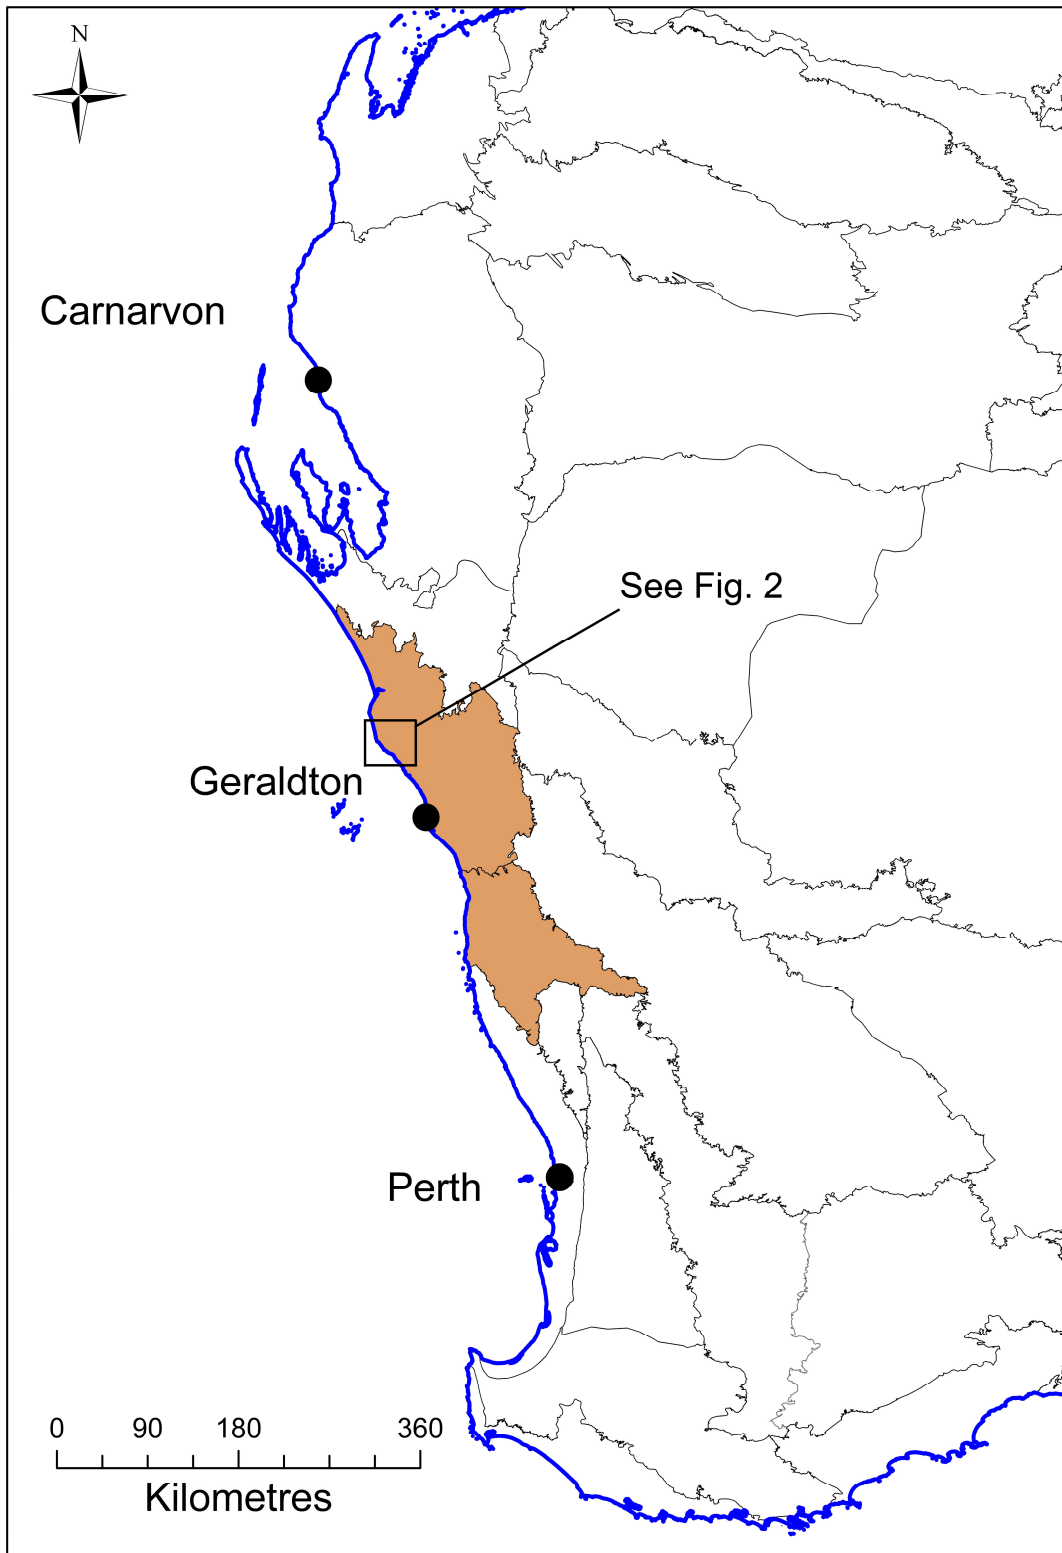 N
Carnarvon
See Fig. 2
Geraldton
Perth
0 90 180 360
Kilometres